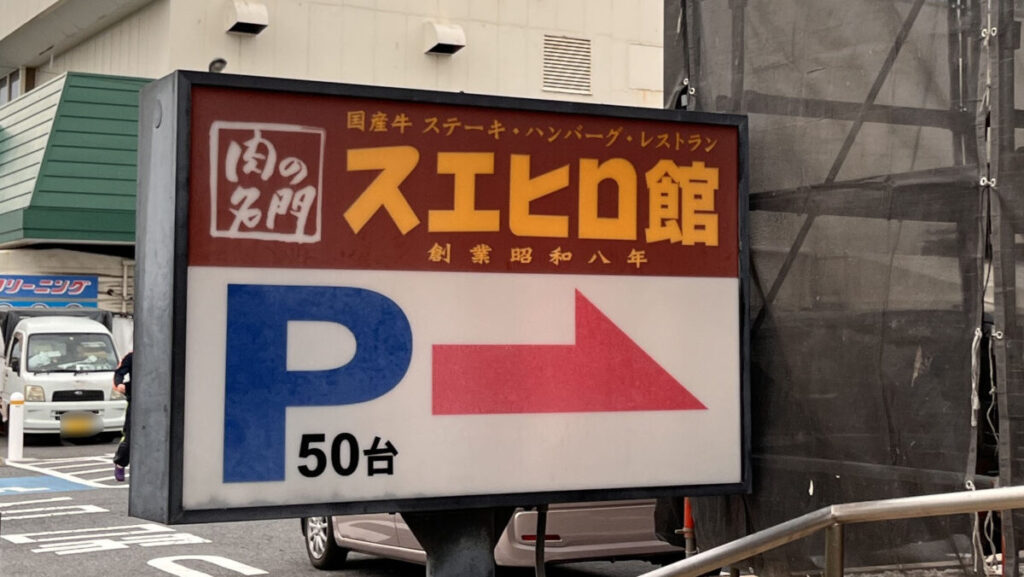 国産牛 ステーキ・ハンバーグ・レストラン
肉の
名門
スエヒロ館
創業昭和八年
P
50台
リーニング